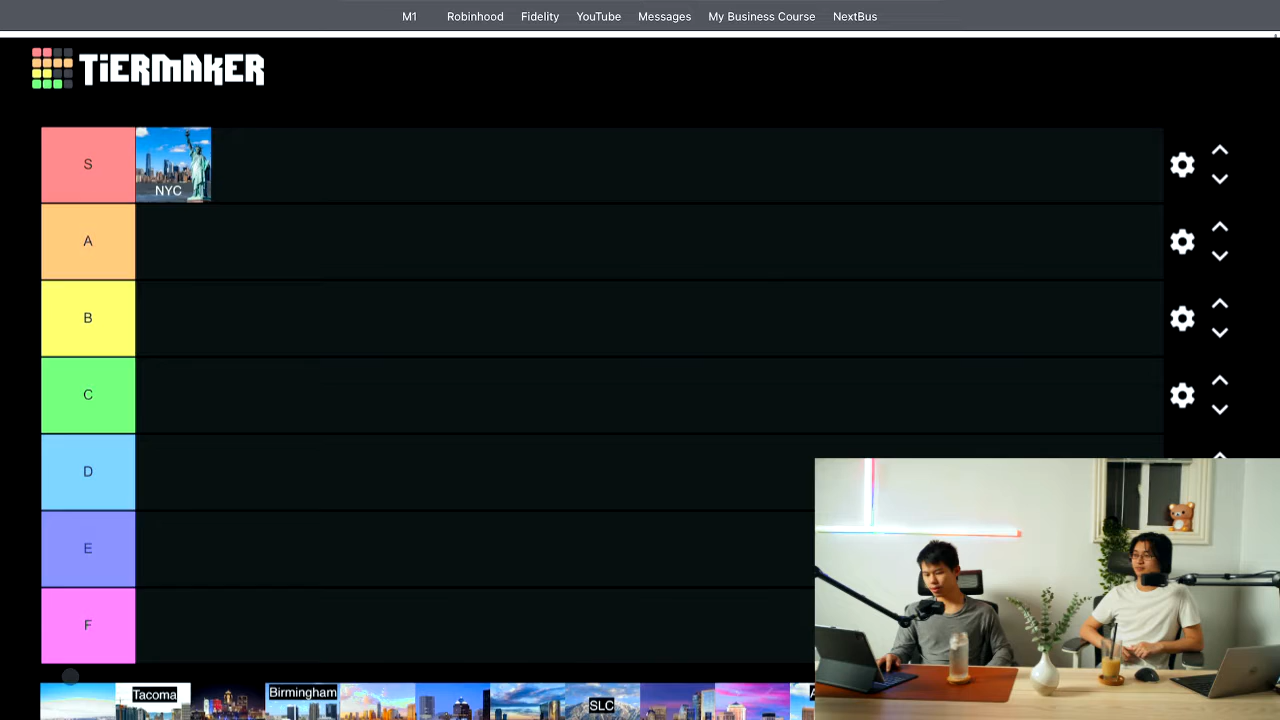 M1 Robinhood Fidelity YouTube Messages My Business Course NextBus
TiERMAKER
S
NYC
A
B
C
D
E
F
Tacoma
Birmingham
SLC